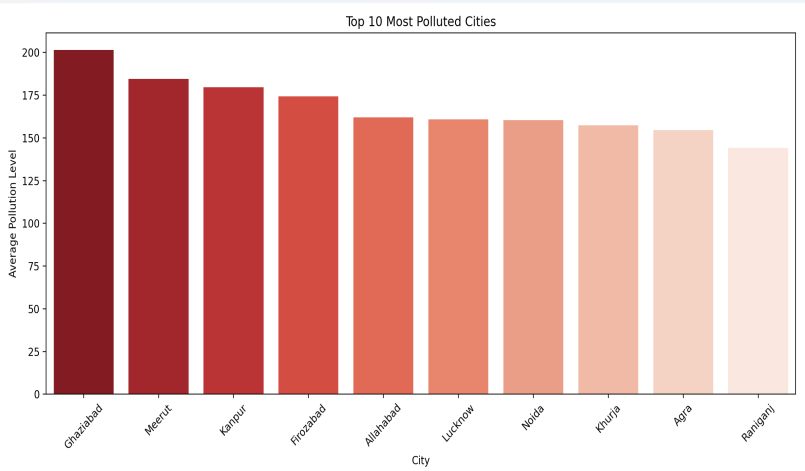 Top 10 Most Polluted Cities
Average Pollution Level
200
175
150
125
100
75
50
25
0
Ghaziabad
Meerut
Kanpur
Firozabad
Allahabad
Lucknow
Noida
Khurja
Agra
Raniganj
City